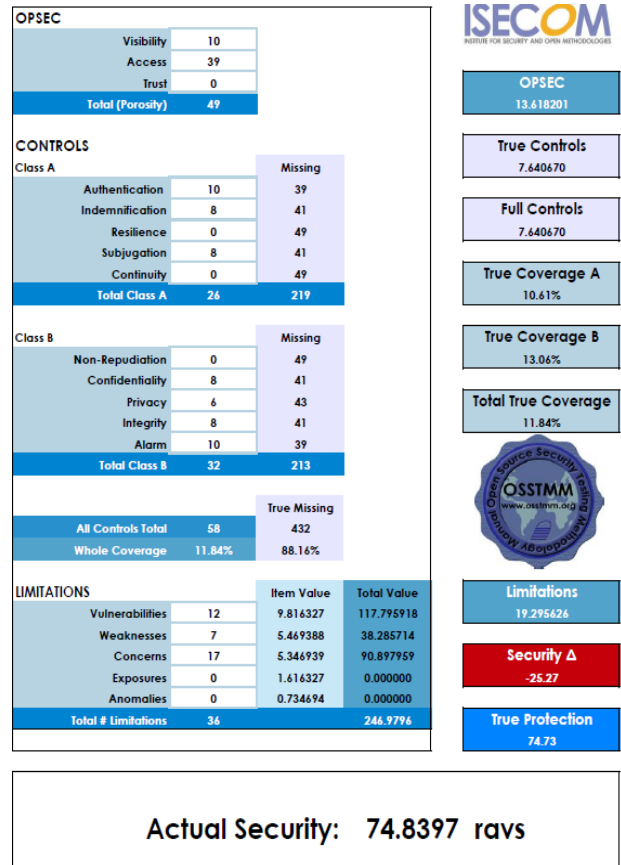 OPSEC
Visibility 10
Access 39
Trust 0
Total (Porosity) 49
CONTROLS
Class A Missing
Authentication 10 39
Indemnification 8 41
Resilience 0 49
Subjugation 8 41
Continuity 0 49
Total Class A 26 219
Class B Missing
Non-Repudiation 0 49
Confidentiality 8 41
Privacy 6 43
Integrity 8 41
Alarm 10 39
Total Class B 32 213
True Missing
All Controls Total 58 432
Whole Coverage 11.84% 88.16%
LIMITATIONS Item Value Total Value
Vulnerabilities 12 9.816327 117.795918
Weaknesses 7 5.469388 38.285714
Concerns 17 5.346939 90.897959
Exposures 0 1.616327 0.000000
Anomalies 0 0.734694 0.000000
Total # Limitations 36 246.9796
ISECOM
INSTITUTE FOR SECURITY AND OPEN METHODOLOGIES
OPSEC
13.618201
True Controls
7.640670
Full Controls
7.640670
True Coverage A
10.61%
True Coverage B
13.06%
Total True Coverage
11.84%
Open Source Security Testing Methodology Manual
OSSTMM
www.osstmm.org
Limitations
19.295626
Security Δ
-25.27
True Protection
74.73
Actual Security: 74.8397 ravs